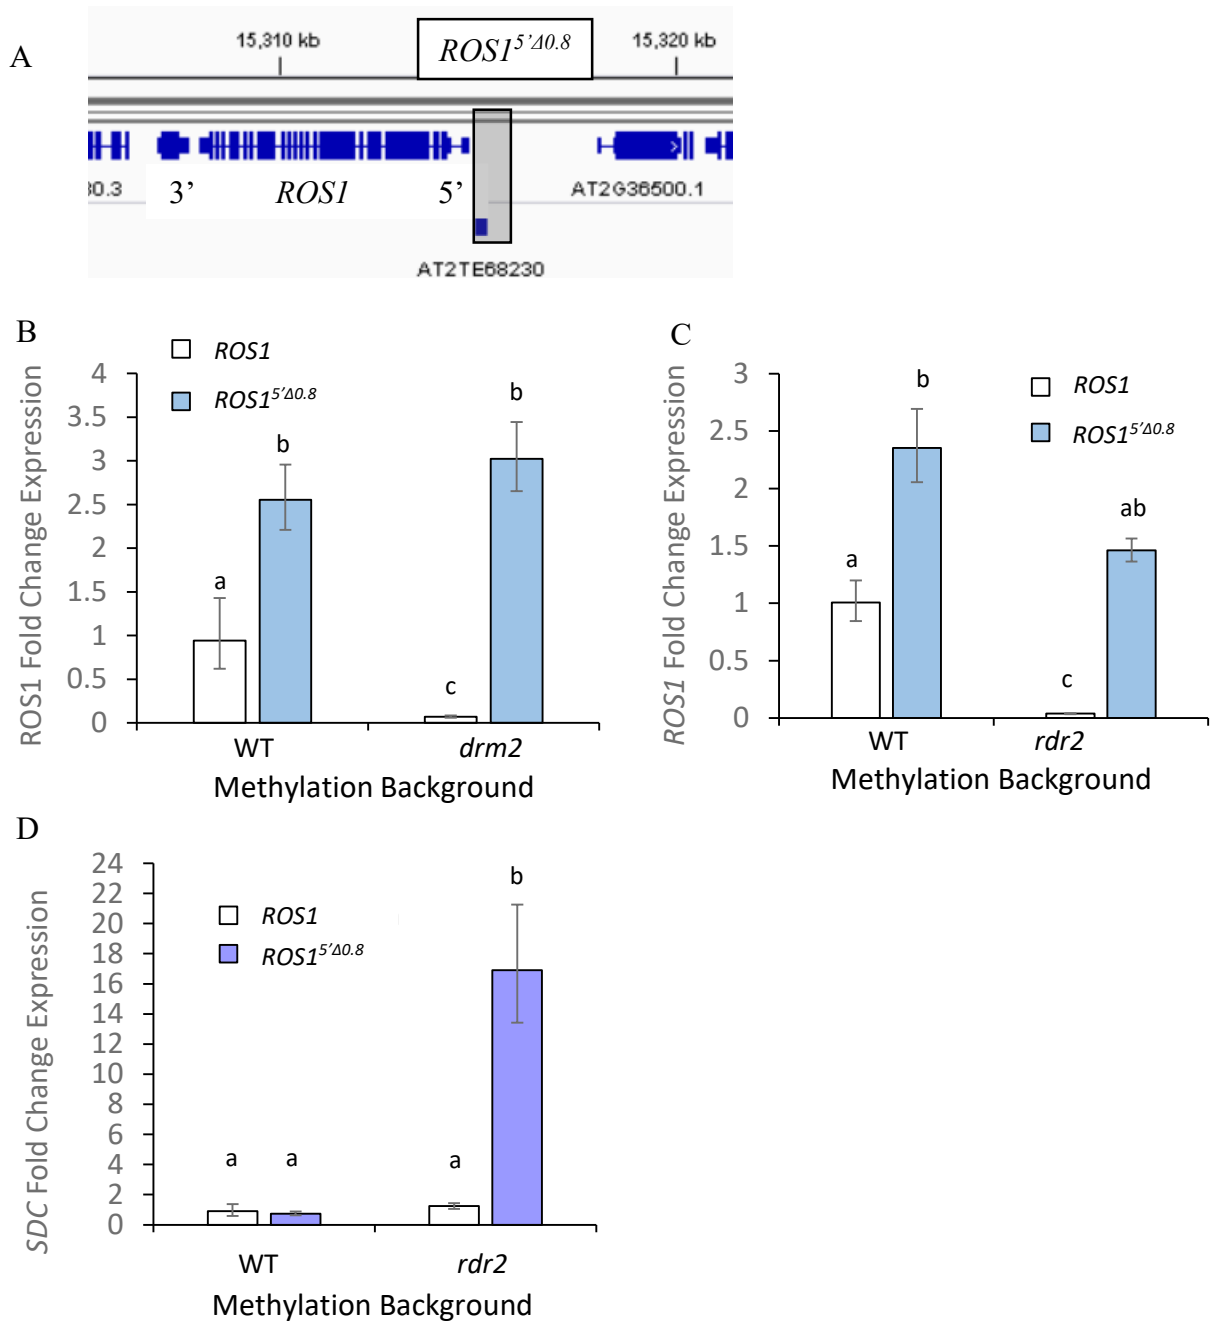 A
15,310 kb
ROS1^5'Δ0.8
15,320 kb
30.3
3' ROS1 5'
AT2G36500.1
AT2TE68230
B
ROS1
ROS1^5'Δ0.8
ROS1 Fold Change Expression
4
3.5
3
2.5
2
1.5
1
0.5
0
a
b
c
b
WT
drm2
Methylation Background
C
ROS1
ROS1^5'Δ0.8
ROS1 Fold Change Expression
3
2.5
2
1.5
1
0.5
0
a
b
c
ab
WT
rdr2
Methylation Background
D
ROS1
ROS1^5'Δ0.8
SDC Fold Change Expression
24
22
20
18
16
14
12
10
8
6
4
2
0
a
a
a
b
WT
rdr2
Methylation Background